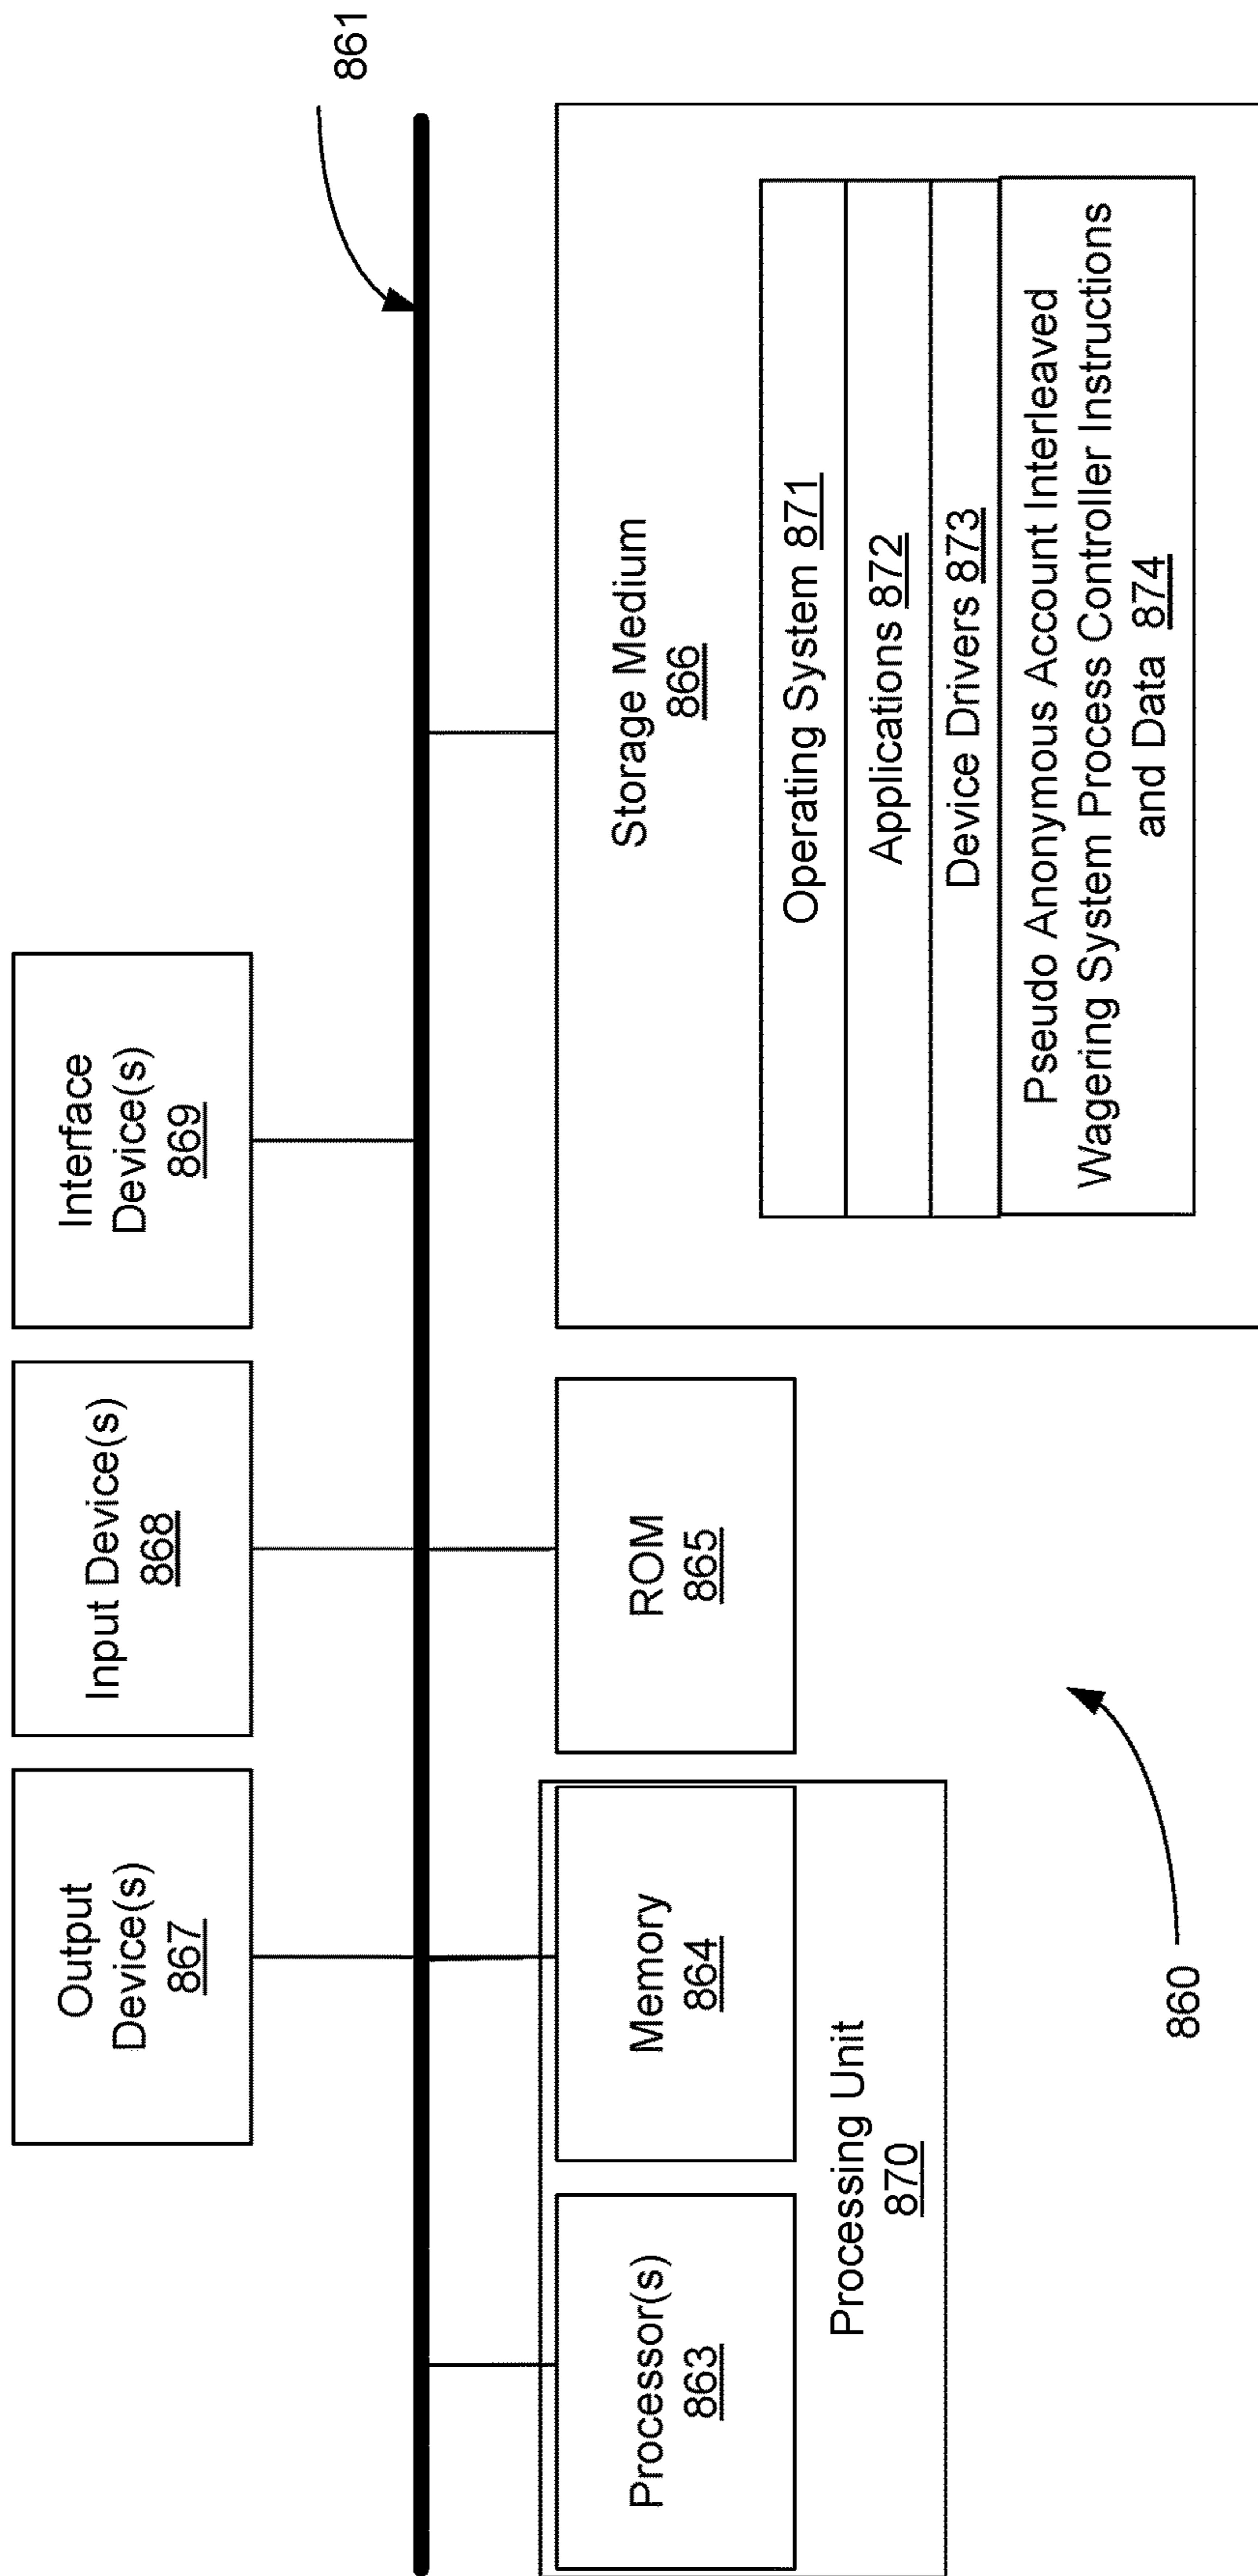 861
Output
Device(s)
867
Input Device(s)
868
Interface
Device(s)
869
Processor(s)
863
Memory
864
Processing Unit
870
ROM
865
Storage Medium
866
Operating System 871
Applications 872
Device Drivers 873
Pseudo Anonymous Account Interleaved
Wagering System Process Controller Instructions
and Data 874
860